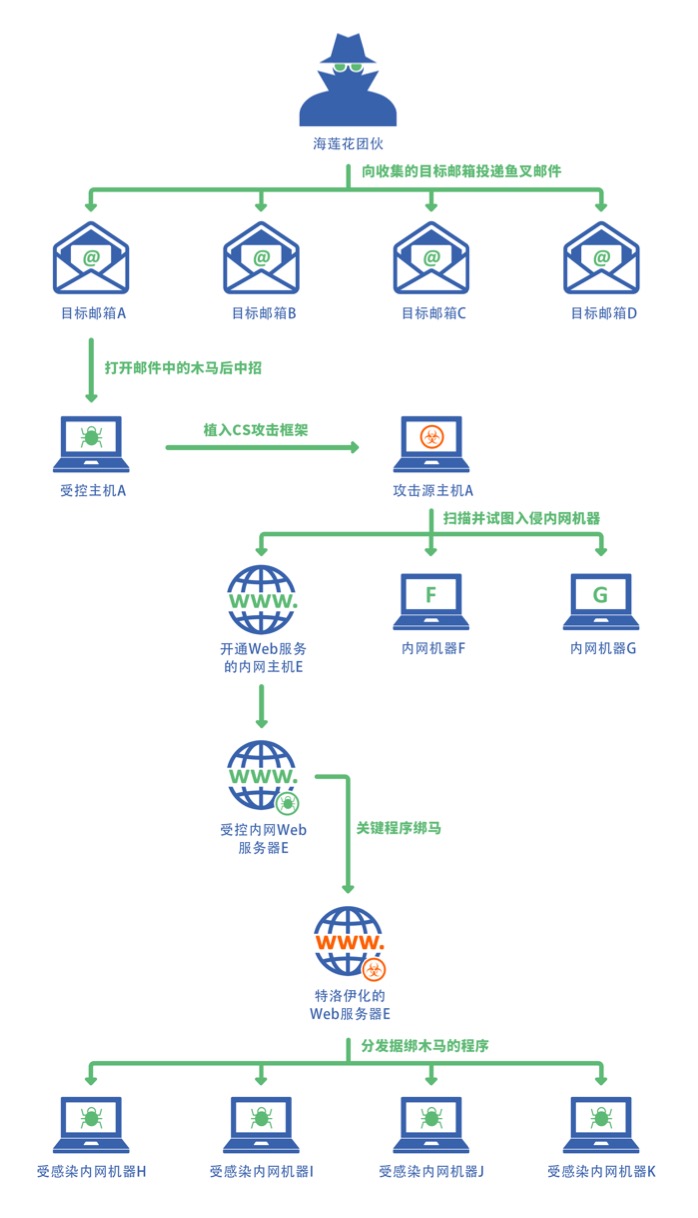 海莲花团伙
向收集的目标邮箱投递鱼叉邮件
@
@
@
@
目标邮箱A
目标邮箱B
目标邮箱C
目标邮箱D
打开邮件中的木马后中招
植入CS攻击框架
受控主机A
攻击源主机A
扫描并试图入侵内网机器
www.
F
G
开通Web服务
的内网主机E
内网机器F
内网机器G
www.
受控内网Web
服务器E
关键程序绑马
www.
特洛伊化的
Web服务器E
分发据绑木马的程序
受感染内网机器H
受感染内网机器I
受感染内网机器J
受感染内网机器K